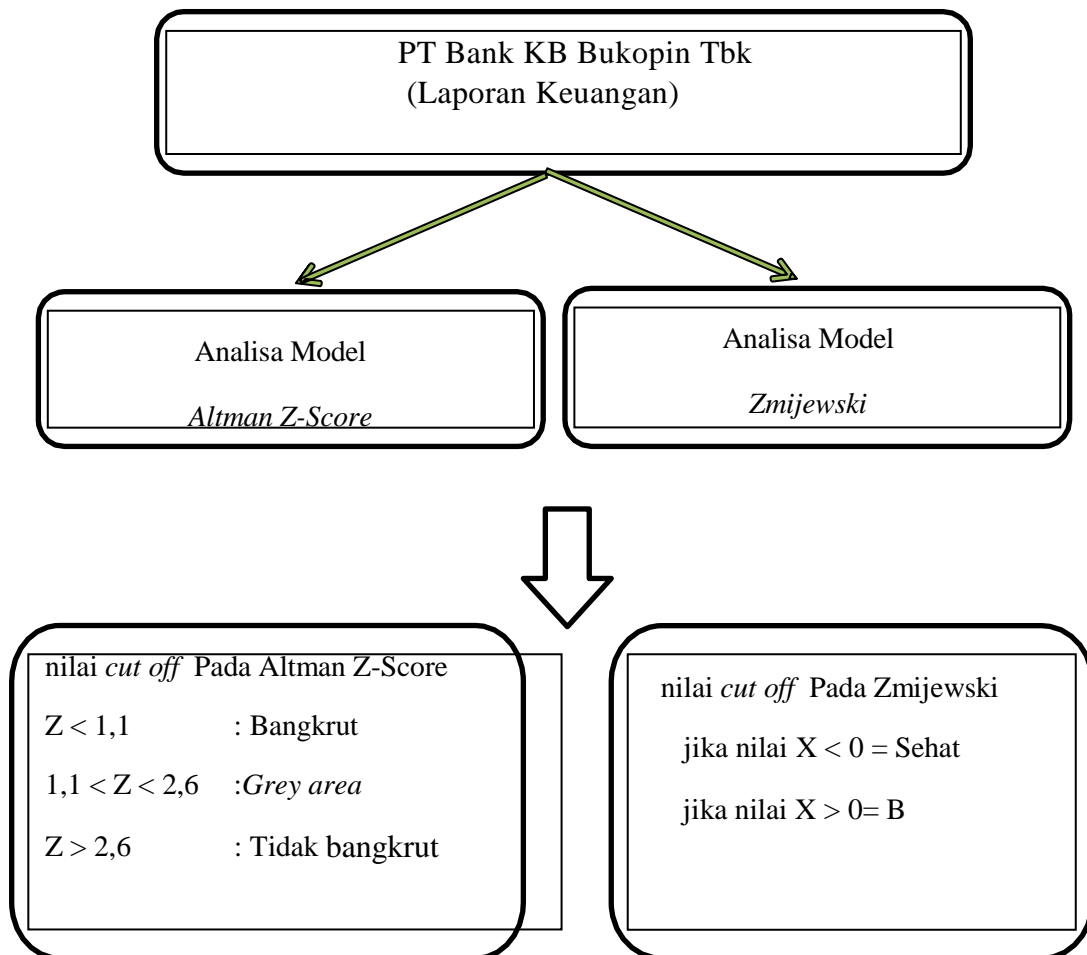 PT Bank KB Bukopin Tbk
(Laporan Keuangan)
Analisa Model
Altman Z-Score
Analisa Model
Zmijewski
nilai cut off Pada Altman Z-Score
Z < 1,1 : Bangkrut
1,1 < Z < 2,6 :Grey area
Z > 2,6 : Tidak bangkrut
nilai cut off Pada Zmijewski
jika nilai X < 0 = Sehat
jika nilai X > 0= B